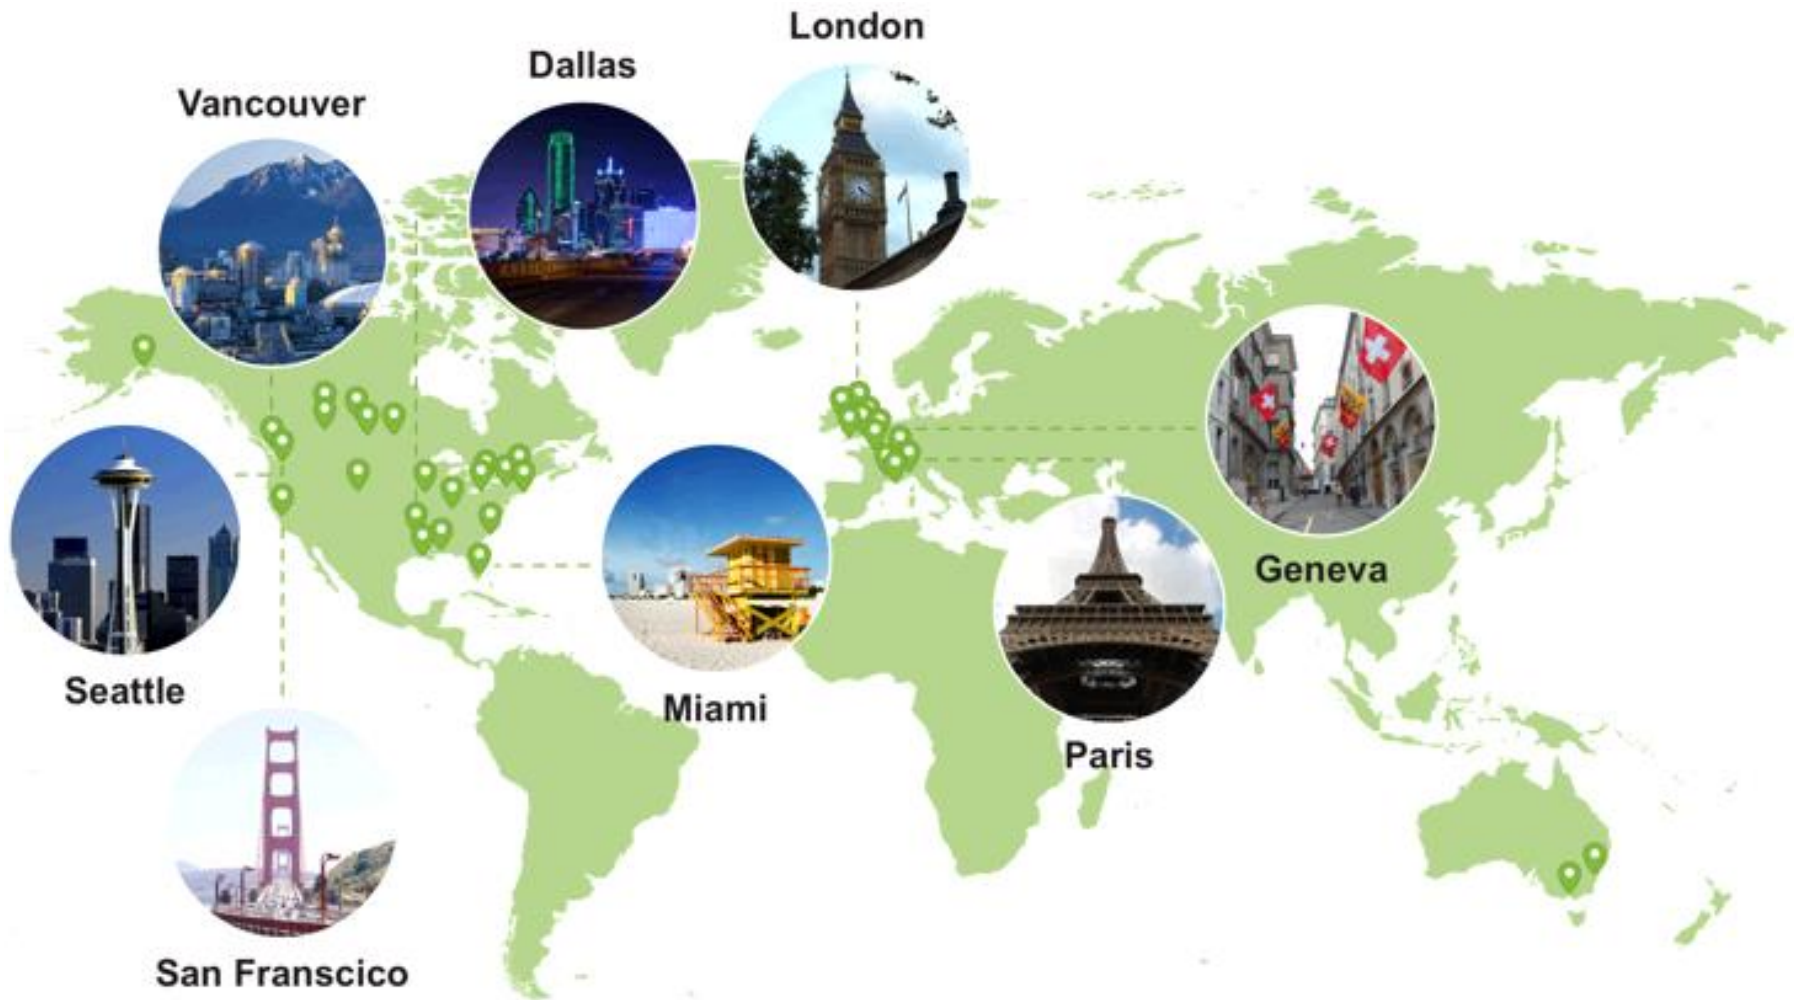 London
Dallas
Vancouver
Geneva
Seattle
Miami
Paris
San Franscico